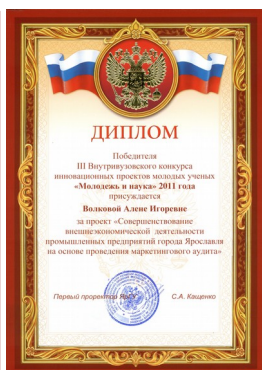 ДИПЛОМ
Победителя
III Внутривузовского конкурса
инновационных проектов молодых ученых
«Молодежь и наука» 2011 года
присуждается
Волковой Алене Игоревне
за проект «Совершенствование
внешнеэкономической деятельности
промышленных предприятий города Ярославля
на основе проведения маркетингового аудита»
Первый проректор ЯрГУ С.А. Кащенко